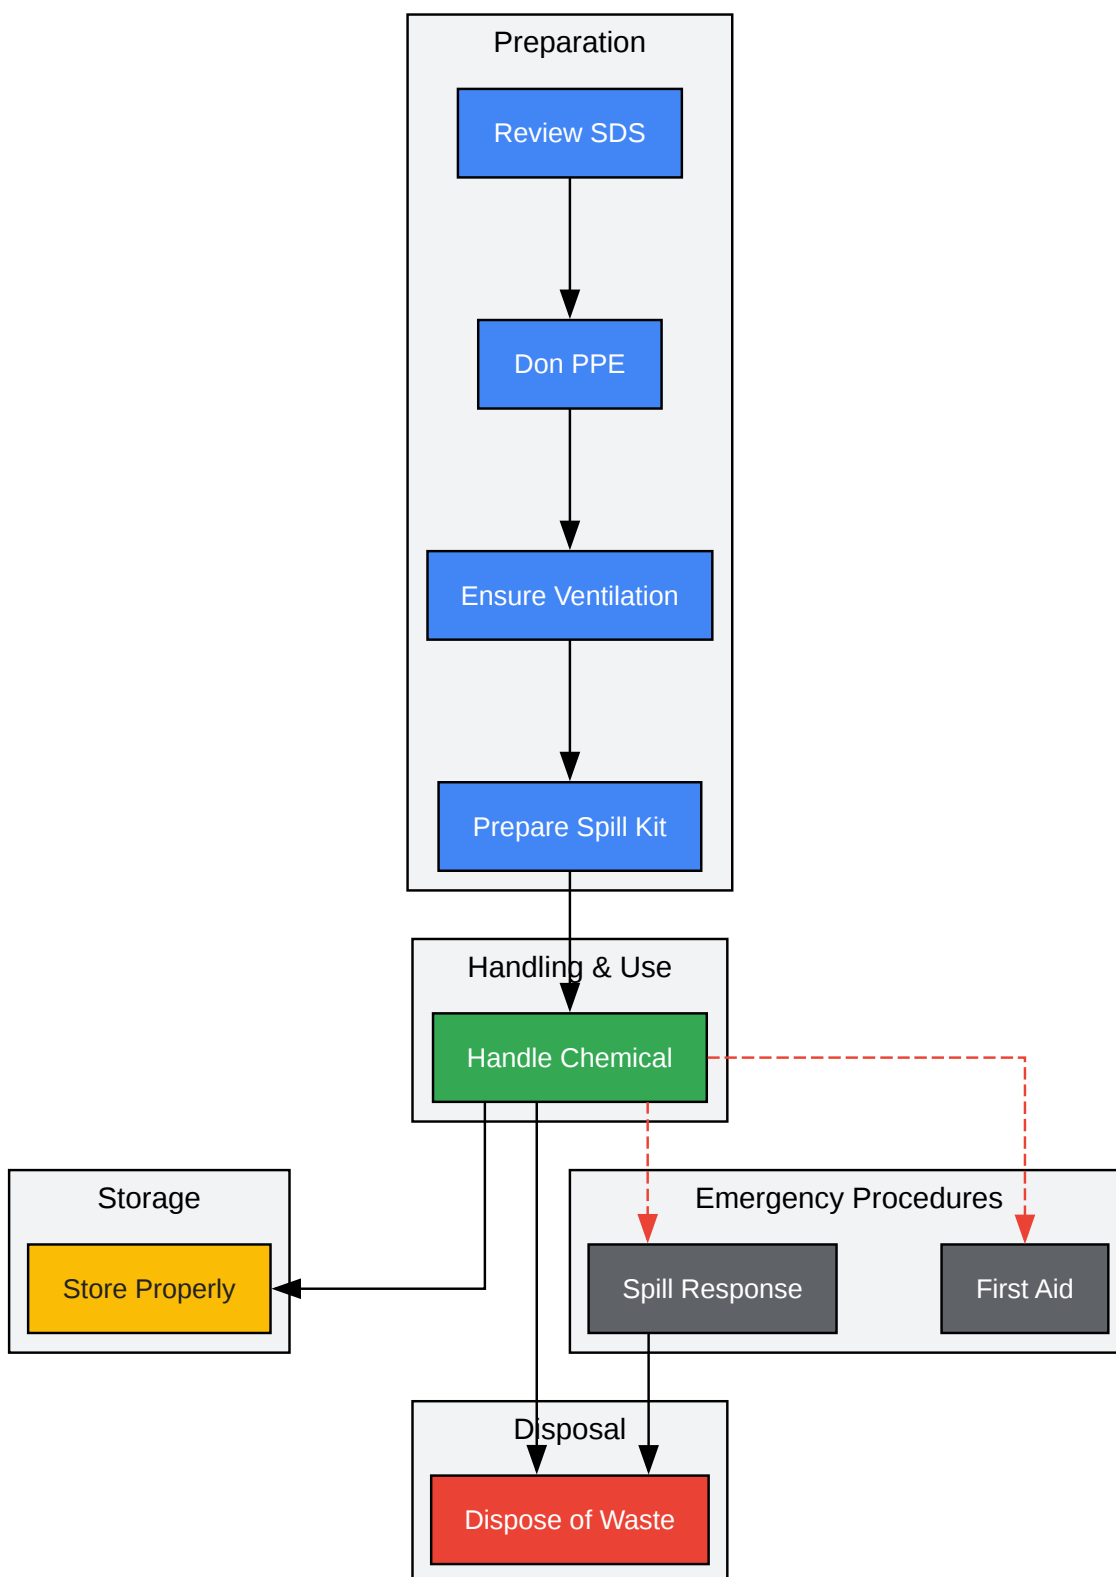 Preparation
Review SDS
Don PPE
Ensure Ventilation
Prepare Spill Kit
Handling & Use
Handle Chemical
Storage
Store Properly
Emergency Procedures
Spill Response
First Aid
Disposal
Dispose of Waste